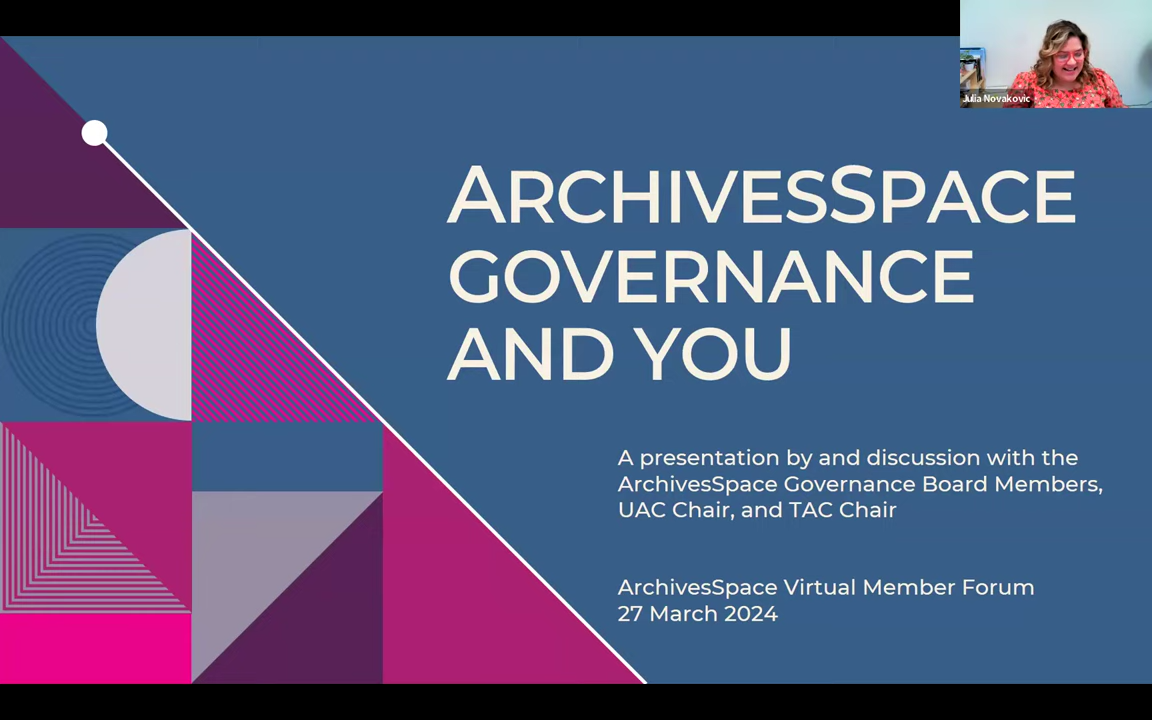 Julia Novakovic
ARCHIVESSPACE
GOVERNANCE
AND YOU
A presentation by and discussion with the
ArchivesSpace Governance Board Members,
UAC Chair, and TAC Chair
ArchivesSpace Virtual Member Forum
27 March 2024